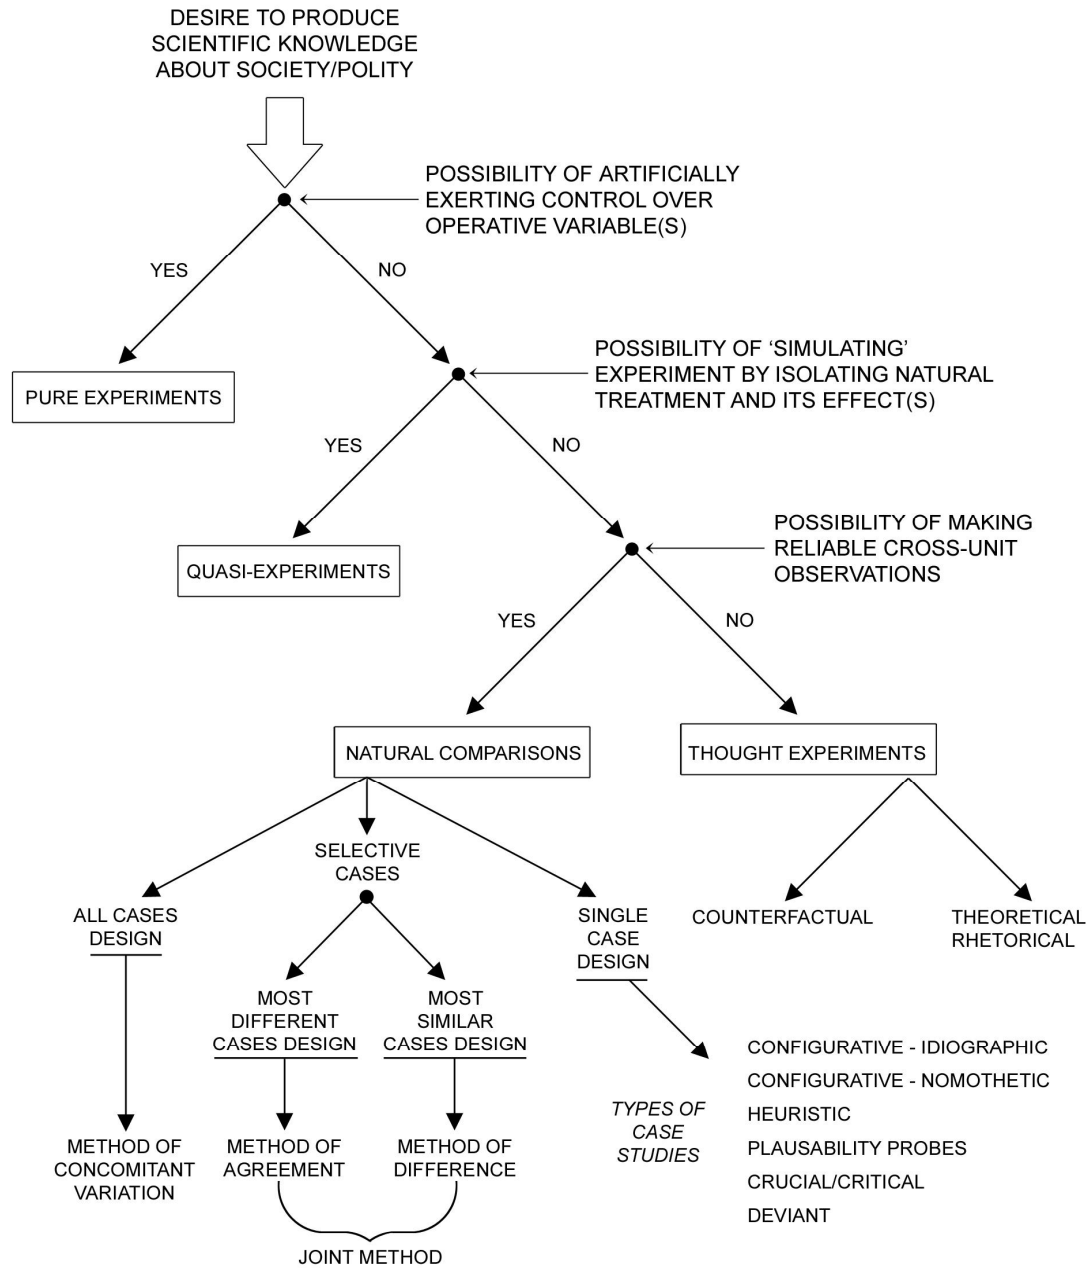 DESIRE TO PRODUCE
SCIENTIFIC KNOWLEDGE
ABOUT SOCIETY/POLITY
POSSIBILITY OF ARTIFICIALLY
EXERTING CONTROL OVER
OPERATIVE VARIABLE(S)
YES
NO
POSSIBILITY OF ‘SIMULATING’
EXPERIMENT BY ISOLATING NATURAL
TREATMENT AND ITS EFFECT(S)
PURE EXPERIMENTS
YES
NO
POSSIBILITY OF MAKING
RELIABLE CROSS-UNIT
OBSERVATIONS
QUASI-EXPERIMENTS
YES
NO
NATURAL COMPARISONS
THOUGHT EXPERIMENTS
SELECTIVE
CASES
ALL CASES
DESIGN
SINGLE
CASE
DESIGN
COUNTERFACTUAL
THEORETICAL
RHETORICAL
MOST
DIFFERENT
CASES DESIGN
MOST
SIMILAR
CASES DESIGN
TYPES OF
CASE
STUDIES
CONFIGURATIVE - IDIOGRAPHIC
CONFIGURATIVE - NOMOTHETIC
HEURISTIC
PLAUSABILITY PROBES
CRUCIAL/CRITICAL
DEVIANT
METHOD OF
CONCOMITANT
VARIATION
METHOD OF
AGREEMENT
METHOD OF
DIFFERENCE
JOINT METHOD